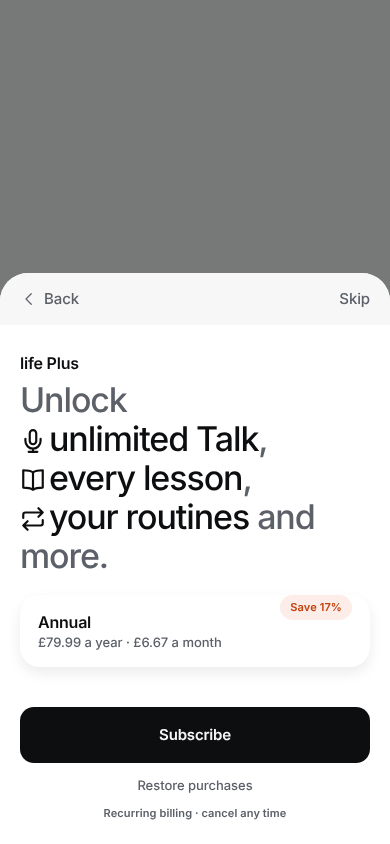 Back
Skip
life Plus
Unlock
unlimited Talk,
every lesson,
your routines and
more.
Save 17%
Annual
£79.99 a year · £6.67 a month
Subscribe
Restore purchases
Recurring billing · cancel any time